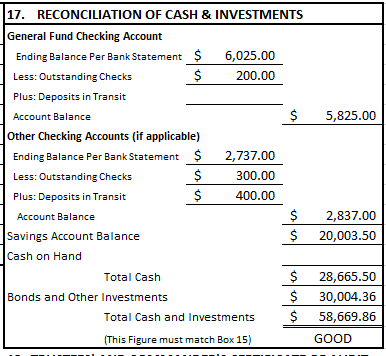 17. RECONCILIATION OF CASH & INVESTMENTS
General Fund Checking Account
Ending Balance Per Bank Statement $ 6,025.00
Less: Outstanding Checks $ 200.00
Plus: Deposits in Transit
Account Balance $ 5,825.00
Other Checking Accounts (if applicable)
Ending Balance Per Bank Statement $ 2,737.00
Less: Outstanding Checks $ 300.00
Plus: Deposits in Transit $ 400.00
Account Balance $ 2,837.00
Savings Account Balance $ 20,003.50
Cash on Hand
Total Cash $ 28,665.50
Bonds and Other Investments $ 30,004.36
Total Cash and Investments $ 58,669.86
(This Figure must match Box 15) GOOD